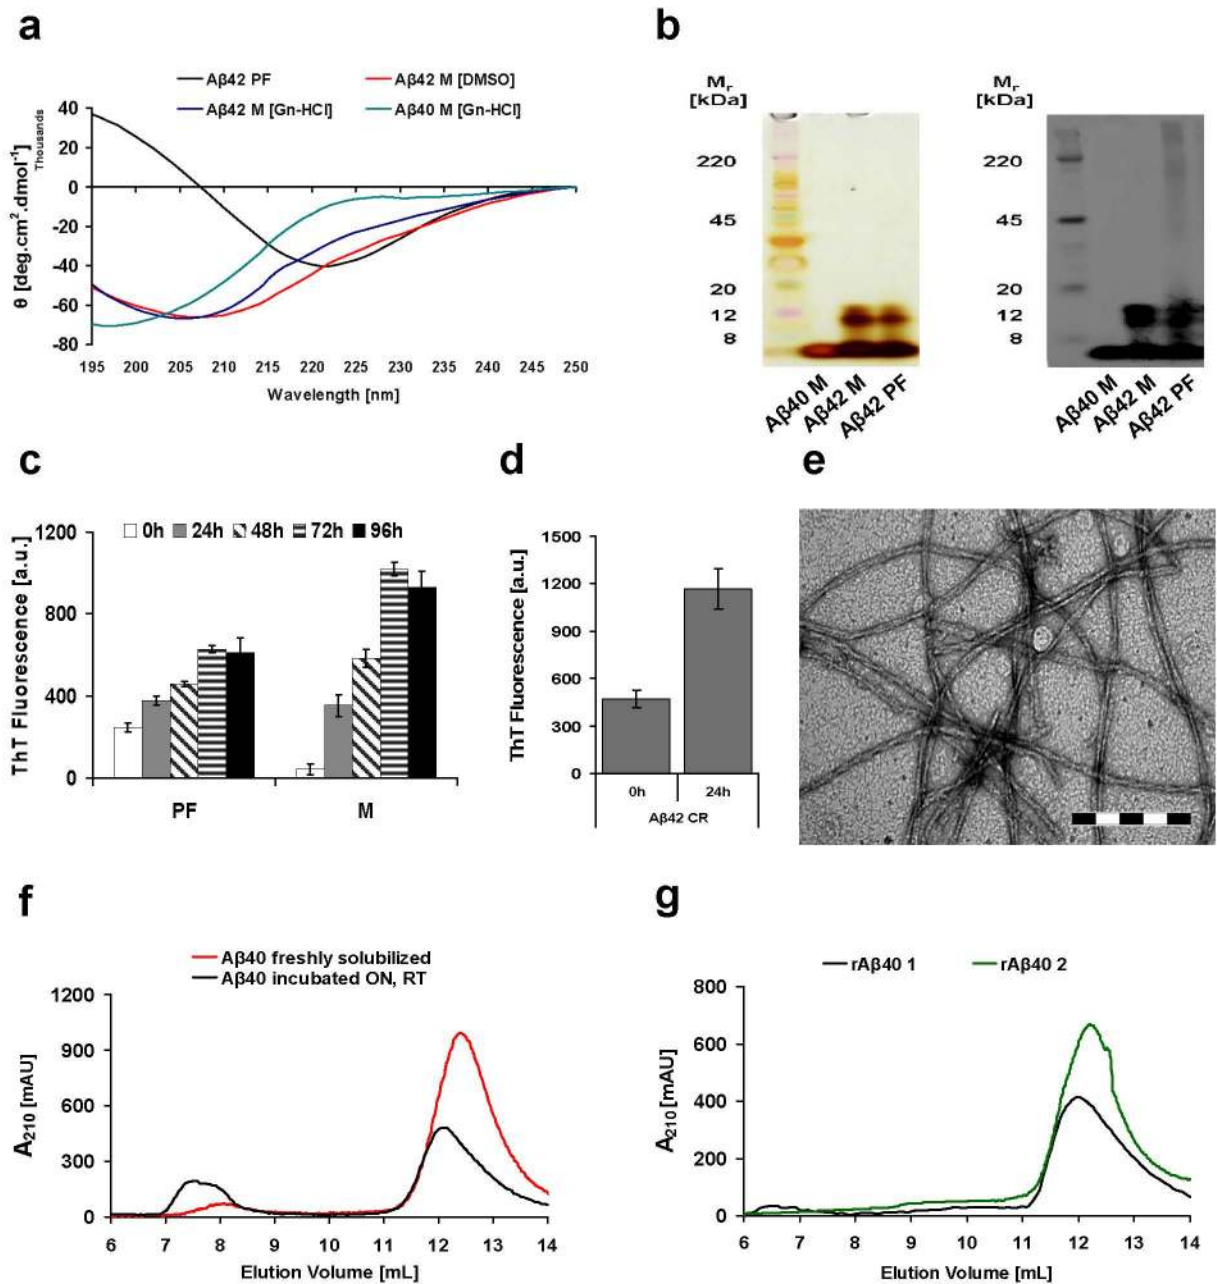 a
Aβ42 PF
Aβ42 M [DMSO]
Aβ42 M [Gn-HCl]
Aβ40 M [Gn-HCl]
θ [deg.cm².dmol⁻¹]
Thousands
40
20
0
-20
-40
-60
-80
195 200 205 210 215 220 225 230 235 240 245 250
Wavelength [nm]
b
Mr
[kDa]
220
45
20
12
8
Aβ40 M
Aβ42 M
Aβ42 PF
Mr
[kDa]
220
45
20
12
8
Aβ40 M
Aβ42 M
Aβ42 PF
c
ThT Fluorescence [a.u.]
0h 24h 48h 72h 96h
1200
800
400
0
PF M
d
ThT Fluorescence [a.u.]
1500
1200
900
600
300
0
0h 24h
Aβ42 CR
e
f
Aβ40 freshly solubilized
Aβ40 incubated ON, RT
A₂₁₀ [mAU]
1200
900
600
300
0
6 7 8 9 10 11 12 13 14
Elution Volume [mL]
g
rAβ40 1 rAβ40 2
A₂₁₀ [mAU]
800
600
400
200
0
6 7 8 9 10 11 12 13 14
Elution Volume [mL]